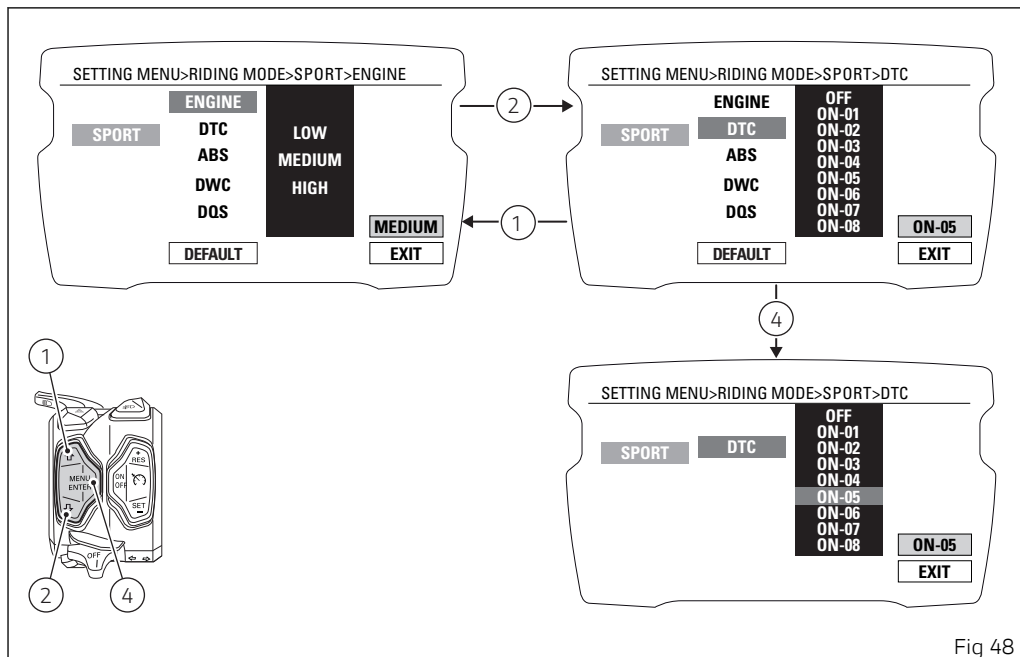 SETTING MENU>RIDING MODE>SPORT>ENGINE
SPORT
ENGINE
DTC
ABS
DWC
DQS
DEFAULT
LOW
MEDIUM
HIGH
MEDIUM
EXIT
2
1
SETTING MENU>RIDING MODE>SPORT>DTC
SPORT
ENGINE
DTC
ABS
DWC
DQS
DEFAULT
OFF
ON-01
ON-02
ON-03
ON-04
ON-05
ON-06
ON-07
ON-08
ON-05
EXIT
4
SETTING MENU>RIDING MODE>SPORT>DTC
SPORT
DTC
OFF
ON-01
ON-02
ON-03
ON-04
ON-05
ON-06
ON-07
ON-08
ON-05
EXIT
1
MENU
ENTER
ON
OFF
+
RES
SET
−
OFF
2
4
Fig 48